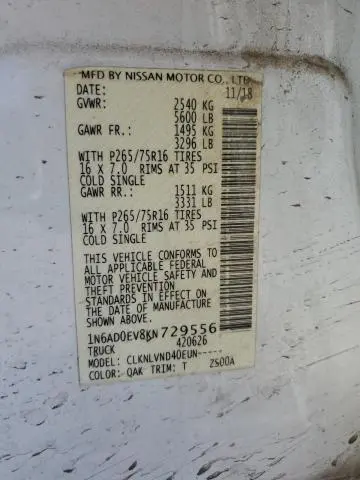 MFD BY NISSAN MOTOR CO., LTD.
DATE: 11/18
GVWR: 2540 KG
5600 LB
GAWR FR.: 1495 KG
3296 LB
WITH P265/75R16 TIRES
16 X 7.0 RIMS AT 35 PSI
COLD SINGLE
GAWR RR.: 1511 KG
3331 LB
WITH P265/75R16 TIRES
16 X 7.0 RIMS AT 35 PSI
COLD SINGLE
THIS VEHICLE CONFORMS TO
ALL APPLICABLE FEDERAL
MOTOR VEHICLE SAFETY AND
THEFT PREVENTION
STANDARDS IN EFFECT ON
THE DATE OF MANUFACTURE
1N6AD0EV8KN729556
TRUCK 420626
MODEL: CLKNLVND40EUN-----
COLOR: QAK TRIM: T ZS00A